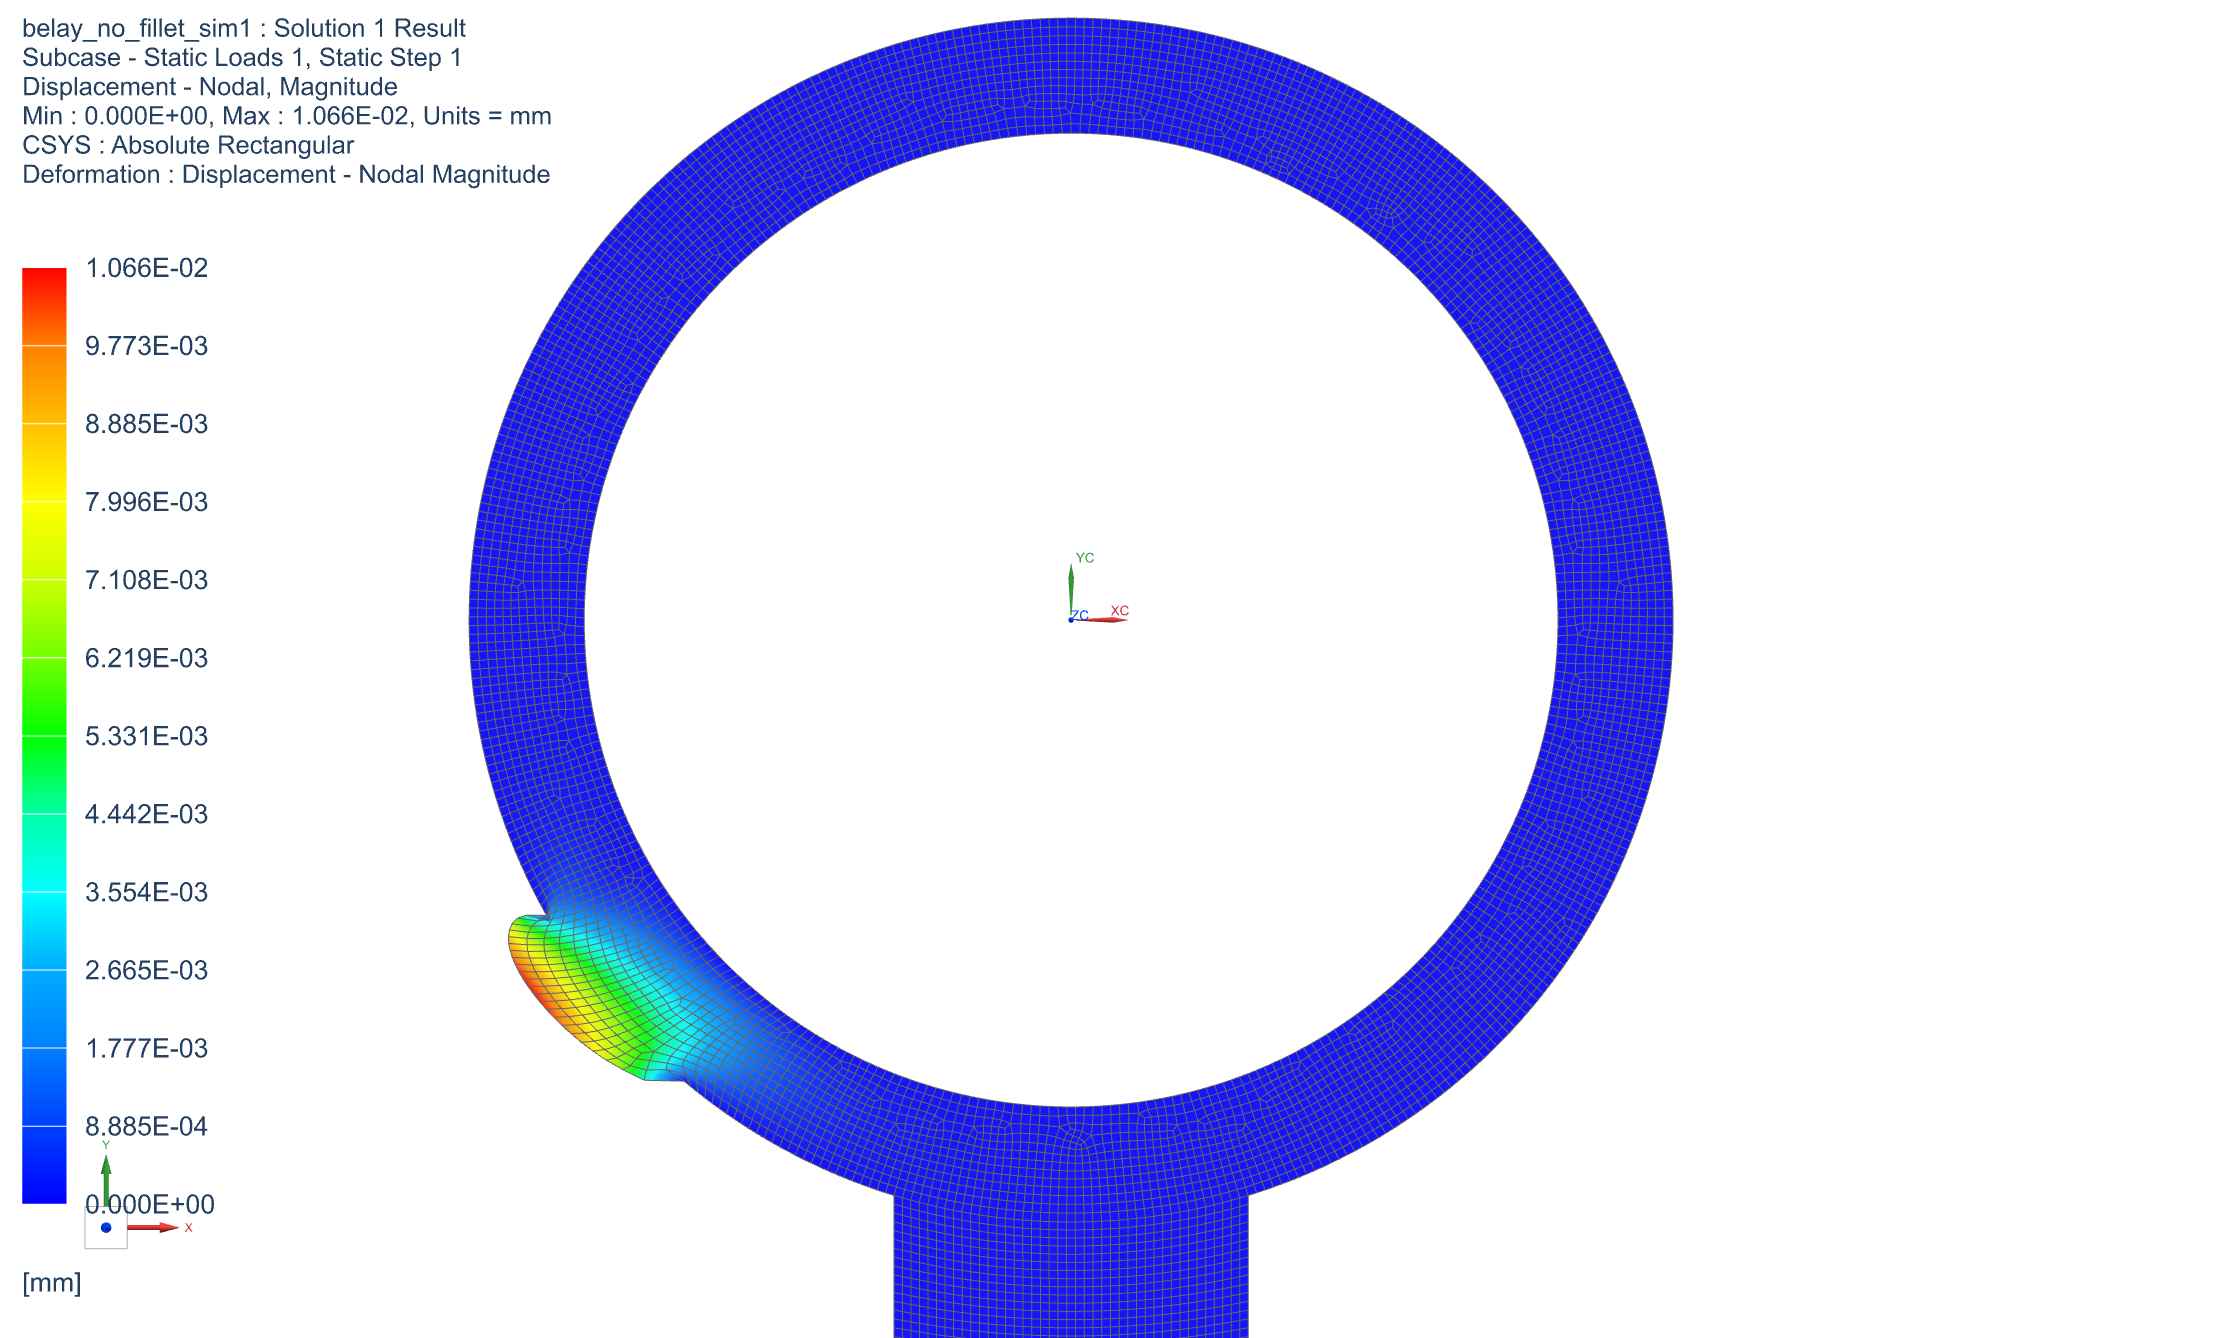 belay_no_fillet_sim1 : Solution 1 Result
Subcase - Static Loads 1, Static Step 1
Displacement - Nodal, Magnitude
Min : 0.000E+00, Max : 1.066E-02, Units = mm
CSYS : Absolute Rectangular
Deformation : Displacement - Nodal Magnitude
1.066E-02
9.773E-03
8.885E-03
7.996E-03
7.108E-03
6.219E-03
5.331E-03
4.442E-03
3.554E-03
2.665E-03
1.777E-03
8.885E-04
0.000E+00
Y
X
[mm]
YC
ZC
XC